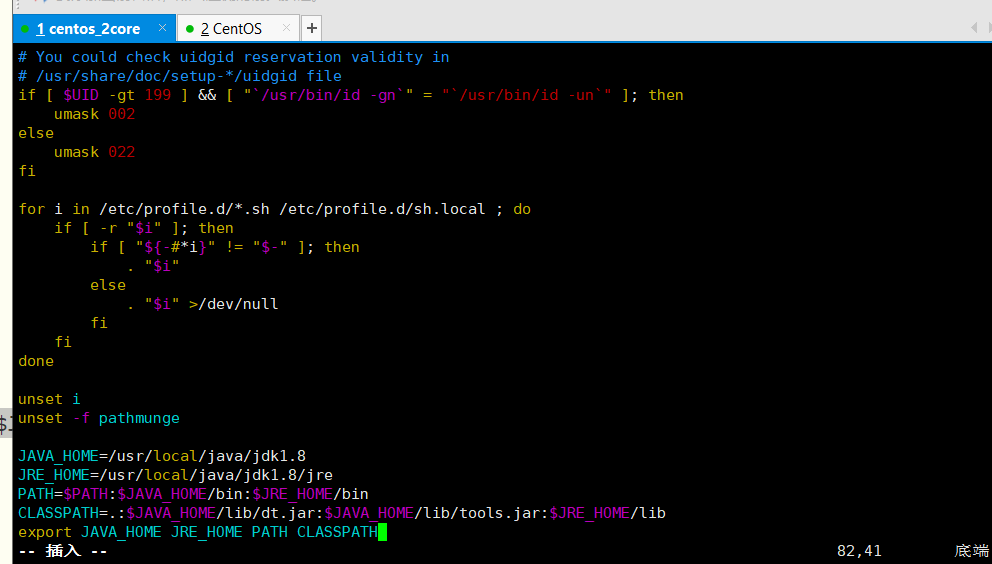 1 centos_2core
2 CentOS
# You could check uidgid reservation validity in
# /usr/share/doc/setup-*/uidgid file
if [ $UID -gt 199 ] && [ "`/usr/bin/id -gn`" = "`/usr/bin/id -un`" ]; then
    umask 002
else
    umask 022
fi
for i in /etc/profile.d/*.sh /etc/profile.d/sh.local ; do
    if [ -r "$i" ]; then
        if [ "${-#*i}" != "$-" ]; then
            . "$i"
        else
            . "$i" >/dev/null
        fi
    fi
done
unset i
unset -f pathmunge
JAVA_HOME=/usr/local/java/jdk1.8
JRE_HOME=/usr/local/java/jdk1.8/jre
PATH=$PATH:$JAVA_HOME/bin:$JRE_HOME/bin
CLASSPATH=.:$JAVA_HOME/lib/dt.jar:$JAVA_HOME/lib/tools.jar:$JRE_HOME/lib
export JAVA_HOME JRE_HOME PATH CLASSPATH
-- 插入 -- 82,41 底端